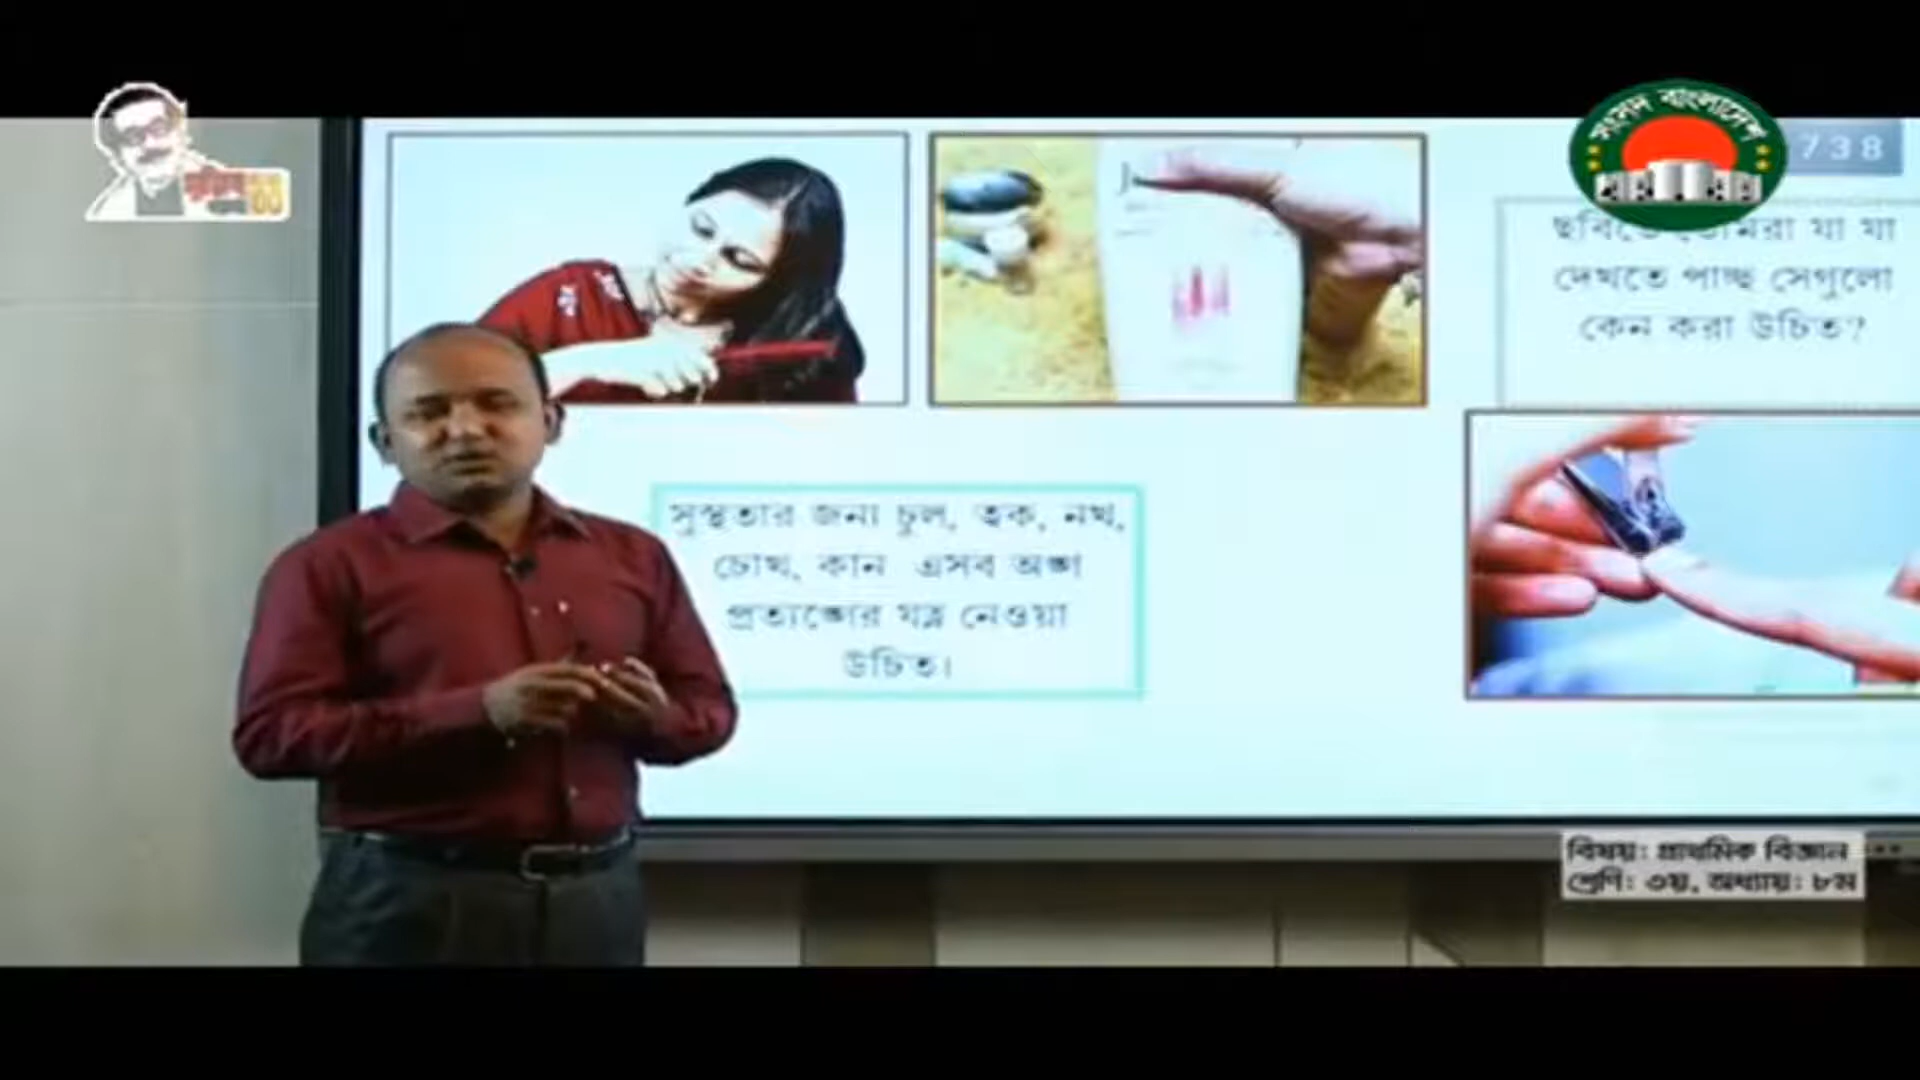 সংসদ বাংলাদেশ
738
ছবিতে তোমরা যা যা
দেখতে পাচ্ছ সেগুলো
কেন করা উচিত?
সুস্থতার জন্য চুল, ত্বক, নখ,
চোখ, কান এসব অঙ্গ
প্রত্যঙ্গের যত্ন নেওয়া
উচিত।
বিষয়: প্রাথমিক বিজ্ঞান
শ্রেণি: ৩য়, অধ্যায়: ৮ম